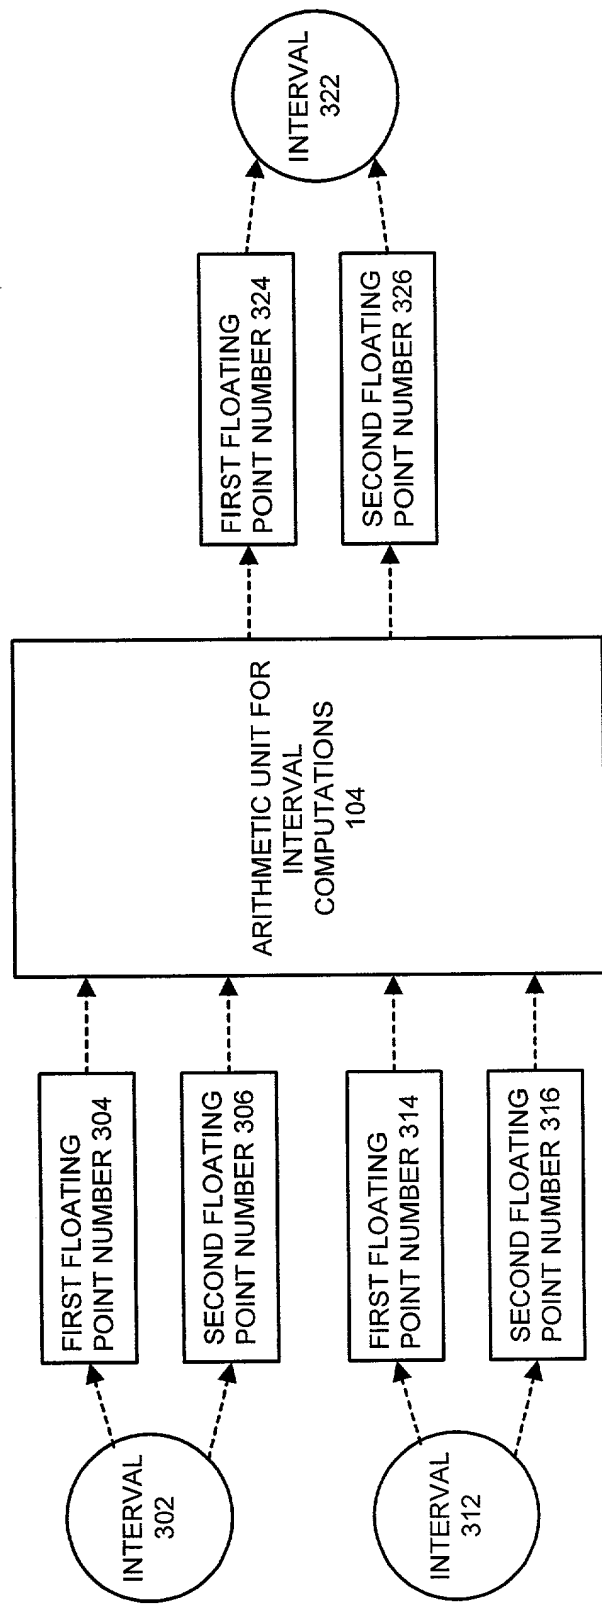 INTERVAL
302
FIRST FLOATING
POINT NUMBER 304
SECOND FLOATING
POINT NUMBER 306
INTERVAL
312
FIRST FLOATING
POINT NUMBER 314
SECOND FLOATING
POINT NUMBER 316
ARITHMETIC UNIT FOR
INTERVAL
COMPUTATIONS
104
FIRST FLOATING
POINT NUMBER 324
SECOND FLOATING
POINT NUMBER 326
INTERVAL
322